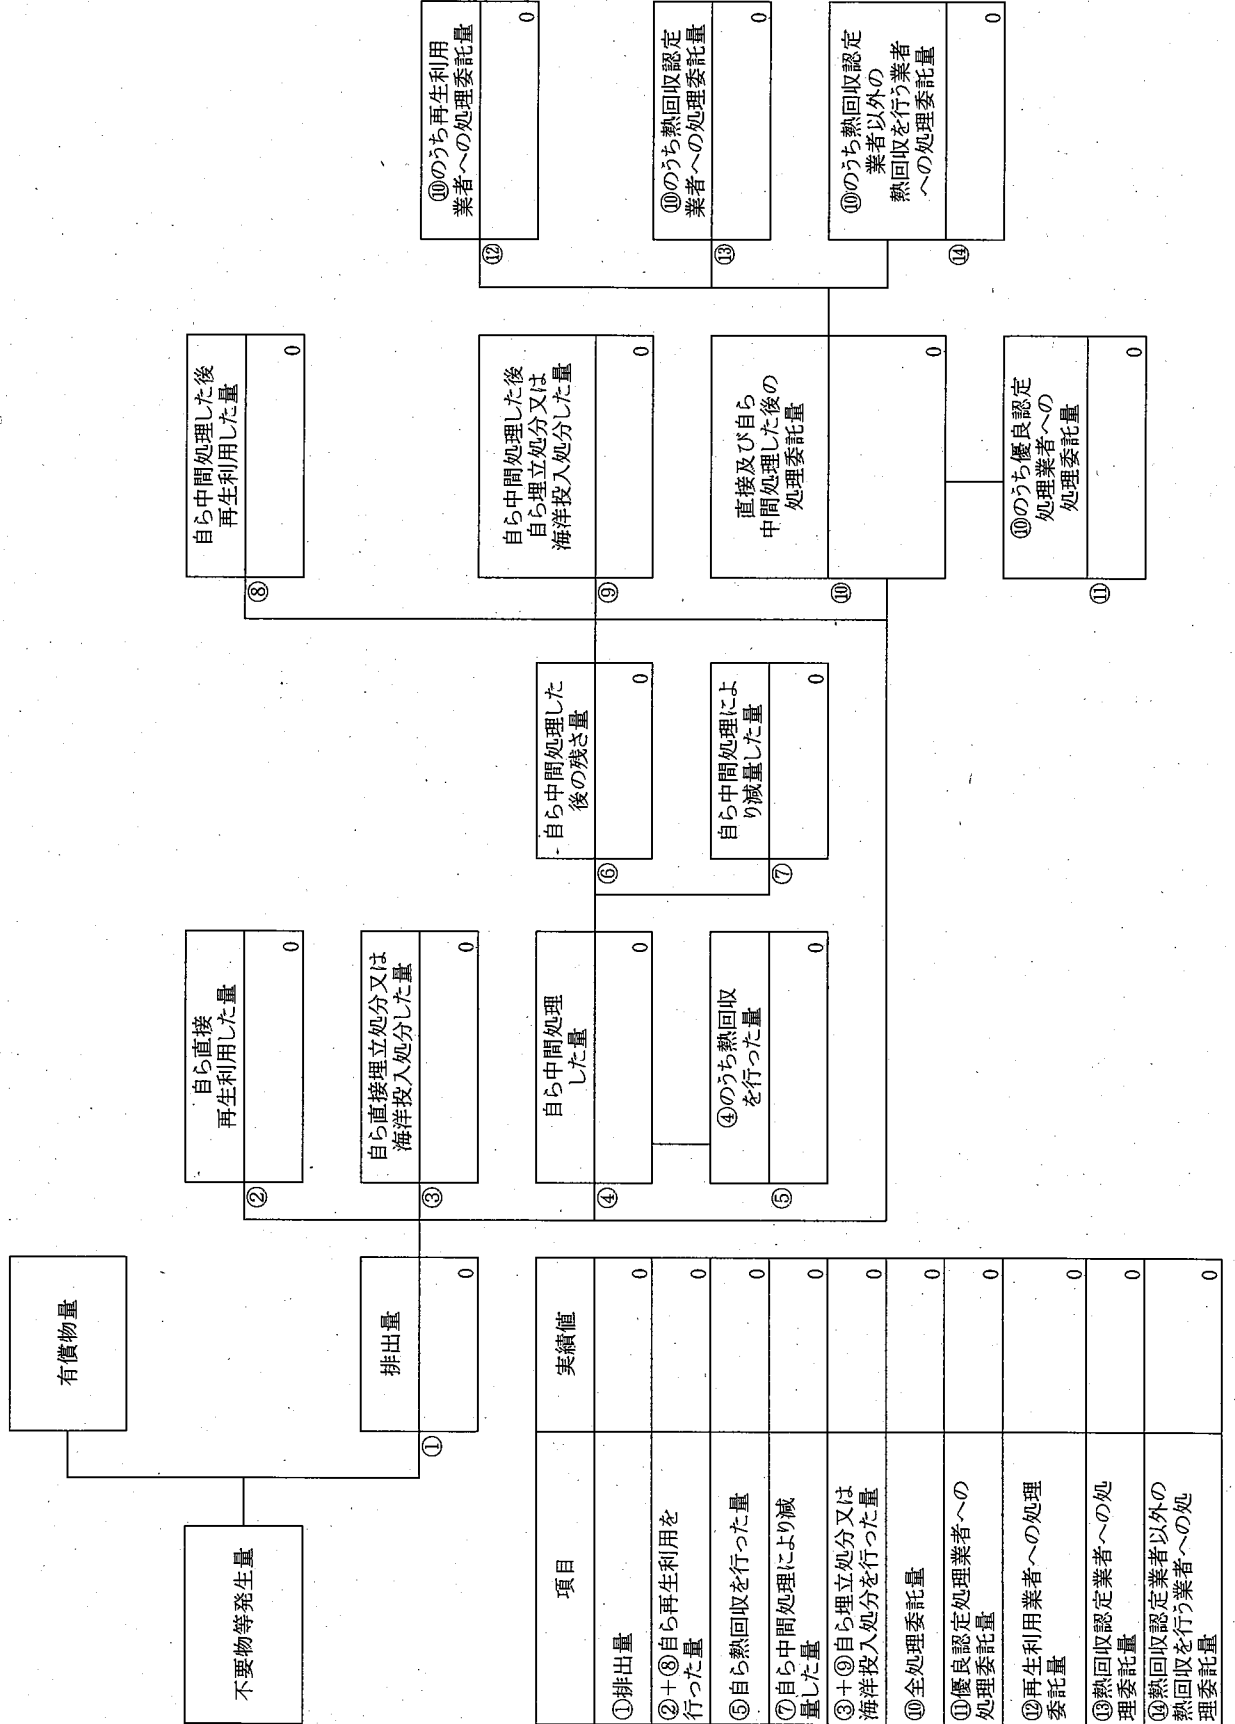 不要物等発生量
有償物量
①
排出量
0
②
自ら直接
再生利用した量
0
③
自ら直接埋立処分又は
海洋投入処分した量
0
④
自ら中間処理
した量
0
⑤
④のうち熱回収
を行った量
0
⑥
自ら中間処理した
後の残さ量
0
⑦
自ら中間処理によ
り減量した量
0
⑧
自ら中間処理した後
再生利用した量
0
⑨
自ら中間処理した後
自ら埋立処分又は
海洋投入処分した量
0
⑩
直接及び自ら
中間処理した後の
処理委託量
0
⑪
⑩のうち優良認定
処理業者への
処理委託量
0
⑫
⑩のうち再生利用
業者への処理委託量
0
⑬
⑩のうち熱回収認定
業者への処理委託量
0
⑭
⑩のうち熱回収認定
業者以外の
熱回収を行う業者
への処理委託量
0
項目 実績値
①排出量 0
②+⑧自ら再生利用を
行った量 0
⑤自ら熱回収を行った量 0
⑦自ら中間処理により減
量した量 0
③+⑨自ら埋立処分又は
海洋投入処分を行った量 0
⑩全処理委託量 0
⑪優良認定処理業者への
処理委託量 0
⑫再生利用業者への処理
委託量 0
⑬熱回収認定業者への処
理委託量 0
⑭熱回収認定業者以外の
熱回収を行う業者への処
理委託量 0